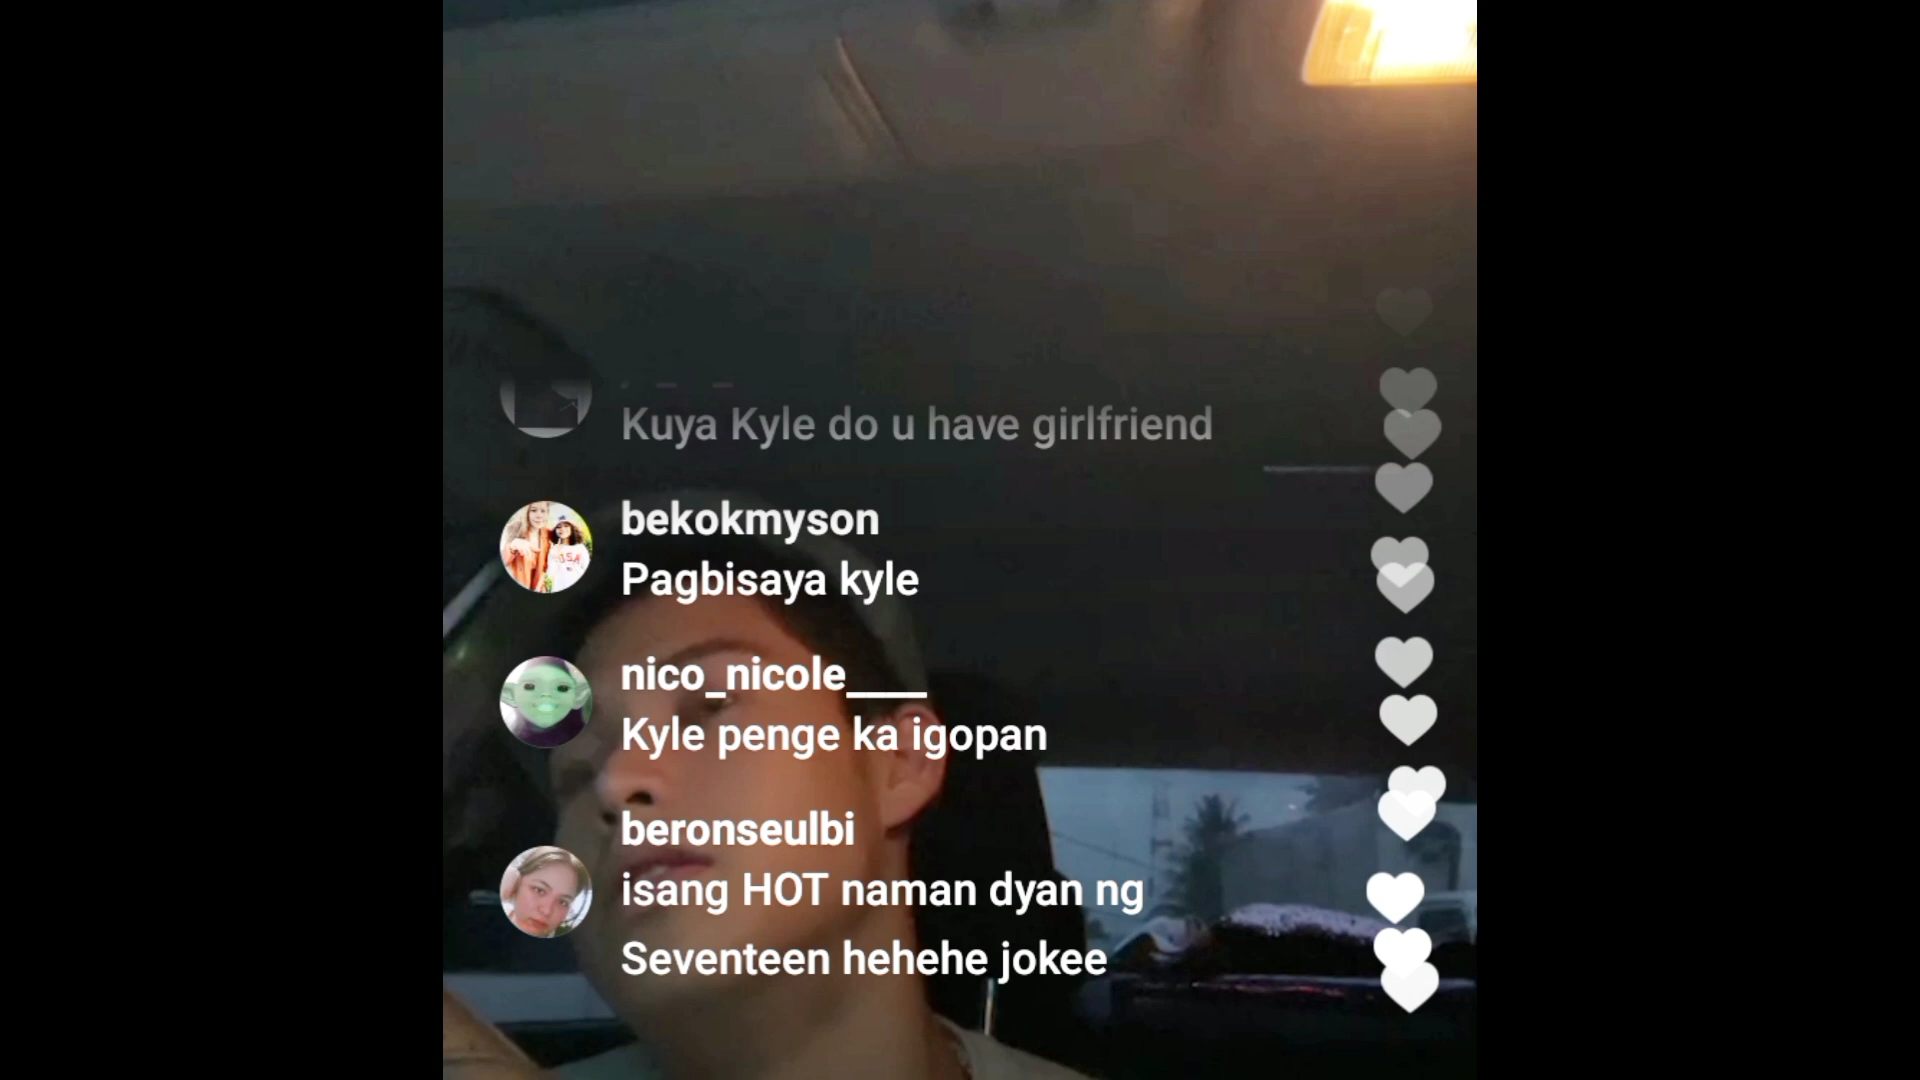 Kuya Kyle do u have girlfriend
bekokmyson
Pagbisaya kyle
nico_nicole____
Kyle penge ka igopan
beronseulbi
isang HOT naman dyan ng
Seventeen hehehe jokee